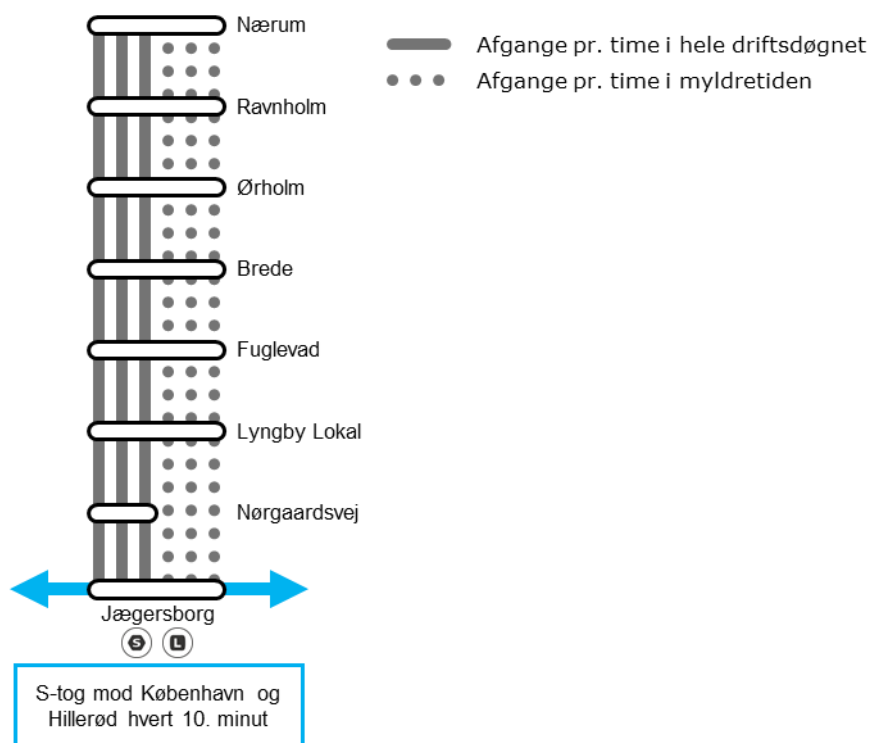 Nærum
Afgange pr. time i hele driftsdøgnet
Afgange pr. time i myldretiden
Ravnholm
Ørholm
Brede
Fuglevad
Lyngby Lokal
Nørgaardsvej
Jægersborg
S L
S-tog mod København og
Hillerød hvert 10. minut